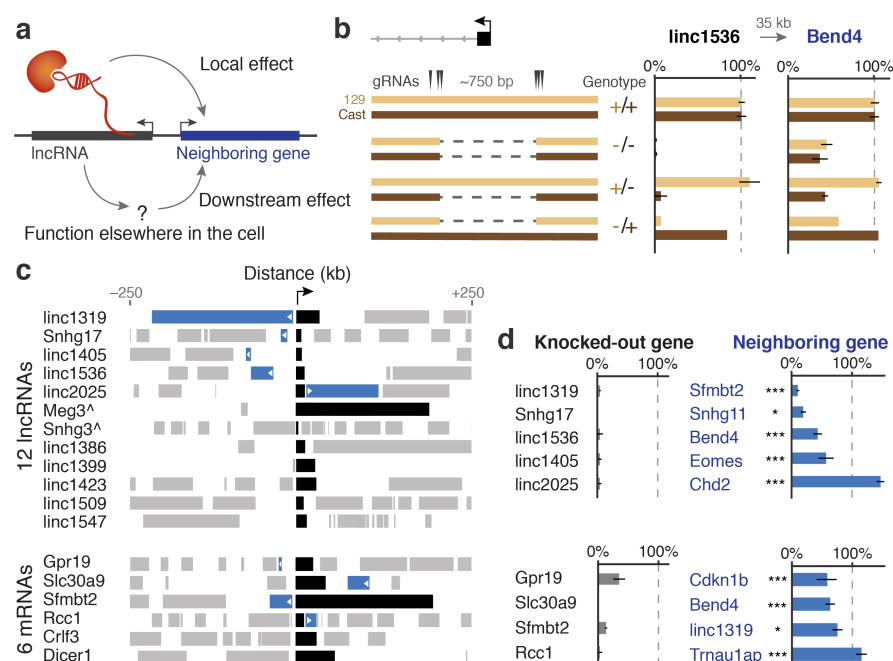 a
Local effect
lncRNA
Neighboring gene
?
Downstream effect
Function elsewhere in the cell
b
gRNAs
~750 bp
Genotype
129
Cast
+/+
-/-
+/-
-/+
linc1536
35 kb
Bend4
0%
100%
0%
100%
c
Distance (kb)
−250
+250
12 lncRNAs
linc1319
Snhg17
linc1405
linc1536
linc2025
Meg3^
Snhg3^
linc1386
linc1399
linc1423
linc1509
linc1547
6 mRNAs
Gpr19
Slc30a9
Sfmbt2
Rcc1
Crlf3
Dicer1
d
Knocked-out gene
Neighboring gene
0%
100%
0%
100%
linc1319
Sfmbt2
***
Snhg17
Snhg11
*
linc1536
Bend4
***
linc1405
Eomes
***
linc2025
Chd2
***
0%
100%
0%
100%
Gpr19
Cdkn1b
***
Slc30a9
Bend4
***
Sfmbt2
linc1319
*
Rcc1
Trnau1ap
***